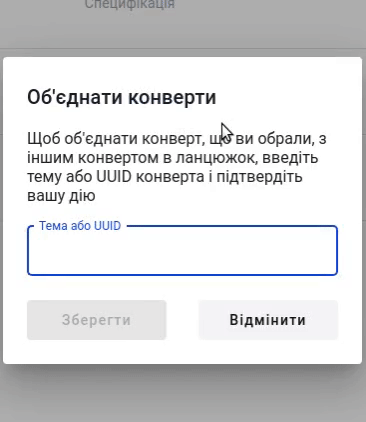 Специфікація
Об'єднати конверти
Щоб об'єднати конверт, що ви обрали, з
іншим конвертом в ланцюжок, введіть
тему або UUID конверта і підтвердіть
вашу дію
Тема або UUID
Зберегти
Відмінити